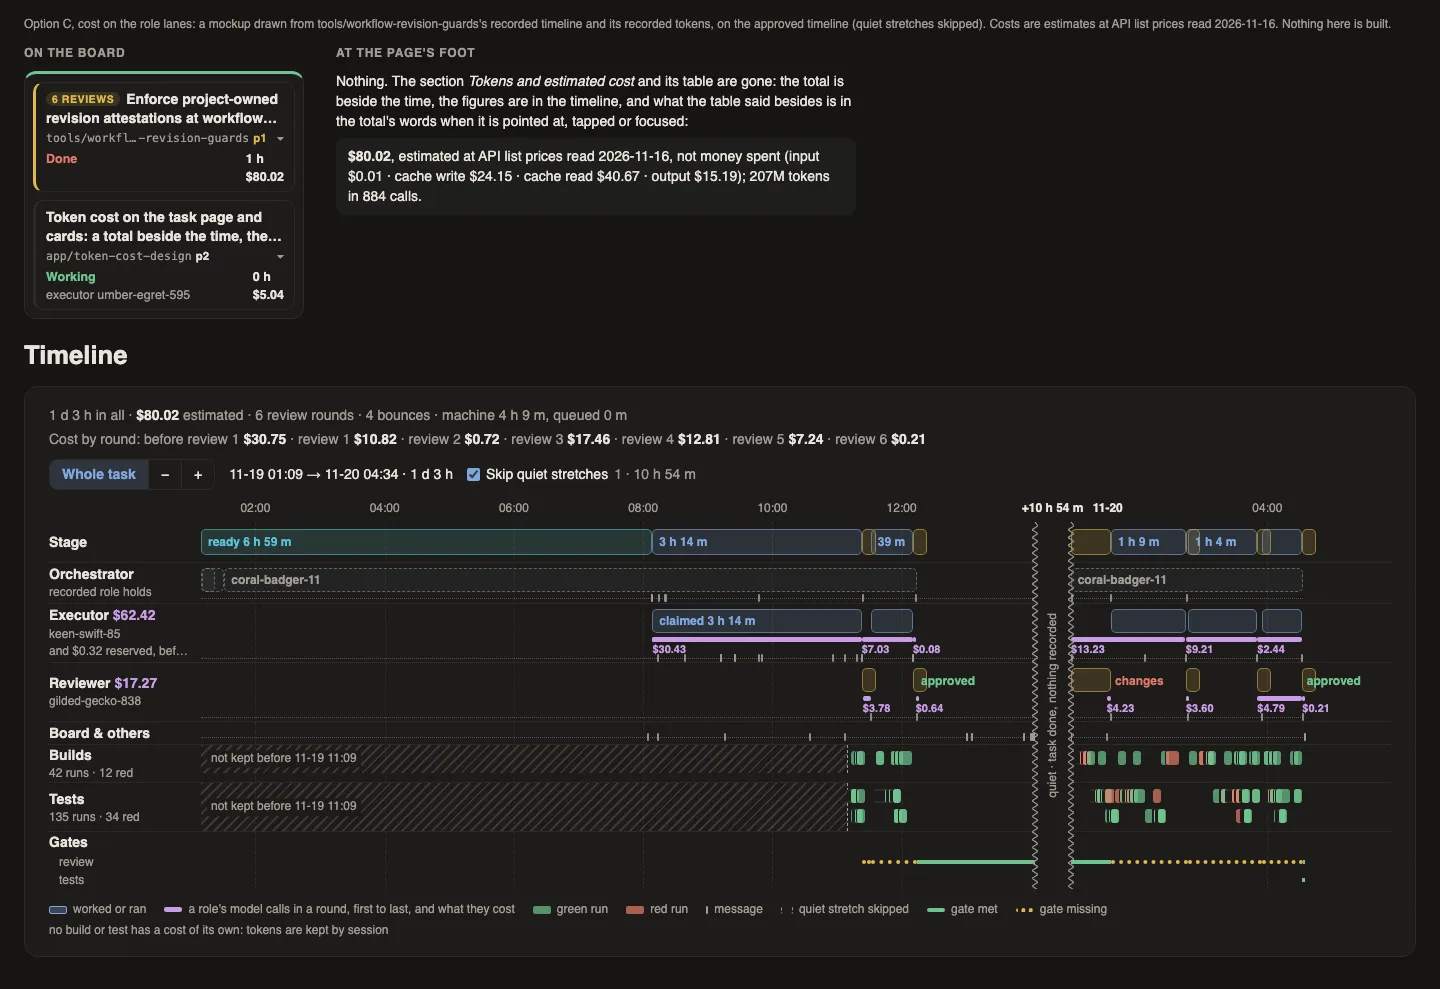 Option C, cost on the role lanes: a mockup drawn from tools/workflow-revision-guards's recorded timeline and its recorded tokens, on the approved timeline (quiet stretches skipped). Costs are estimates at API list prices read 2026-11-16. Nothing here is built.
ON THE BOARD
6 REVIEWS Enforce project-owned
revision attestations at workflow...
tools/workfl…-revision-guards p1
Done 1 h
$80.02
Token cost on the task page and
cards: a total beside the time, the...
app/token-cost-design p2
Working 0 h
executor umber-egret-595 $5.04
AT THE PAGE'S FOOT
Nothing. The section Tokens and estimated cost and its table are gone: the total is
beside the time, the figures are in the timeline, and what the table said besides is in
the total's words when it is pointed at, tapped or focused:
$80.02, estimated at API list prices read 2026-11-16, not money spent (input
$0.01 · cache write $24.15 · cache read $40.67 · output $15.19); 207M tokens
in 884 calls.
Timeline
1 d 3 h in all · $80.02 estimated · 6 review rounds · 4 bounces · machine 4 h 9 m, queued 0 m
Cost by round: before review 1 $30.75 · review 1 $10.82 · review 2 $0.72 · review 3 $17.46 · review 4 $12.81 · review 5 $7.24 · review 6 $0.21
Whole task − + 11-19 01:09 → 11-20 04:34 · 1 d 3 h Skip quiet stretches 1 · 10 h 54 m
02:00 04:00 06:00 08:00 10:00 12:00 +10 h 54 m 11-20 04:00
Stage ready 6 h 59 m 3 h 14 m 39 m 1 h 9 m 1 h 4 m
Orchestrator coral-badger-11 coral-badger-11
recorded role holds
Executor $62.42 claimed 3 h 14 m
keen-swift-85
and $0.32 reserved, bef... $30.43 $7.03 $0.08 $13.23 $9.21 $2.44
Reviewer $17.27 approved changes approved
gilded-gecko-838 $3.78 $0.64 $4.23 $3.60 $4.79 $0.21
quiet · task done, nothing recorded
Board & others
Builds not kept before 11-19 11:09
42 runs · 12 red
Tests not kept before 11-19 11:09
135 runs · 34 red
Gates
review
tests
worked or ran a role's model calls in a round, first to last, and what they cost green run red run message quiet stretch skipped gate met gate missing
no build or test has a cost of its own: tokens are kept by session